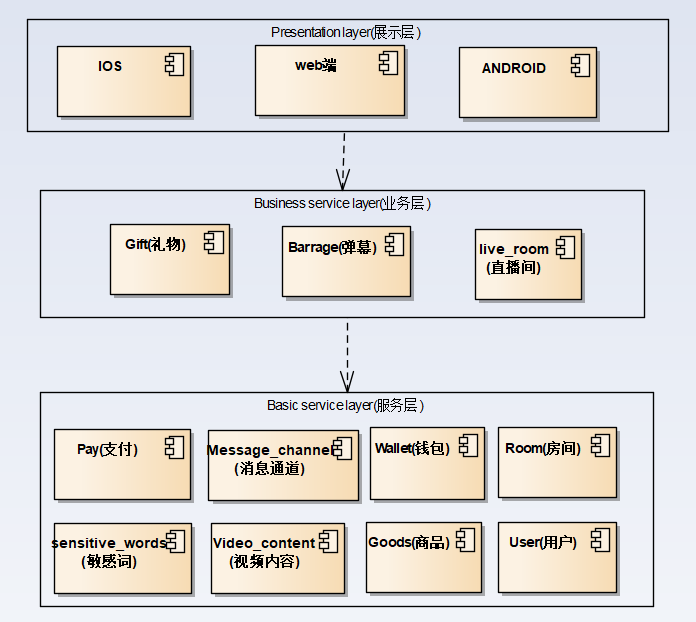 Presentation layer(展示层)
IOS
web端
ANDROID
Business service layer(业务层)
Gift(礼物)
Barrage(弹幕)
live_room
(直播间)
Basic service layer(服务层)
Pay(支付)
Message_channel
(消息通道)
Wallet(钱包)
Room(房间)
sensitive_words
(敏感词)
Video_content
(视频内容)
Goods(商品)
User(用户)